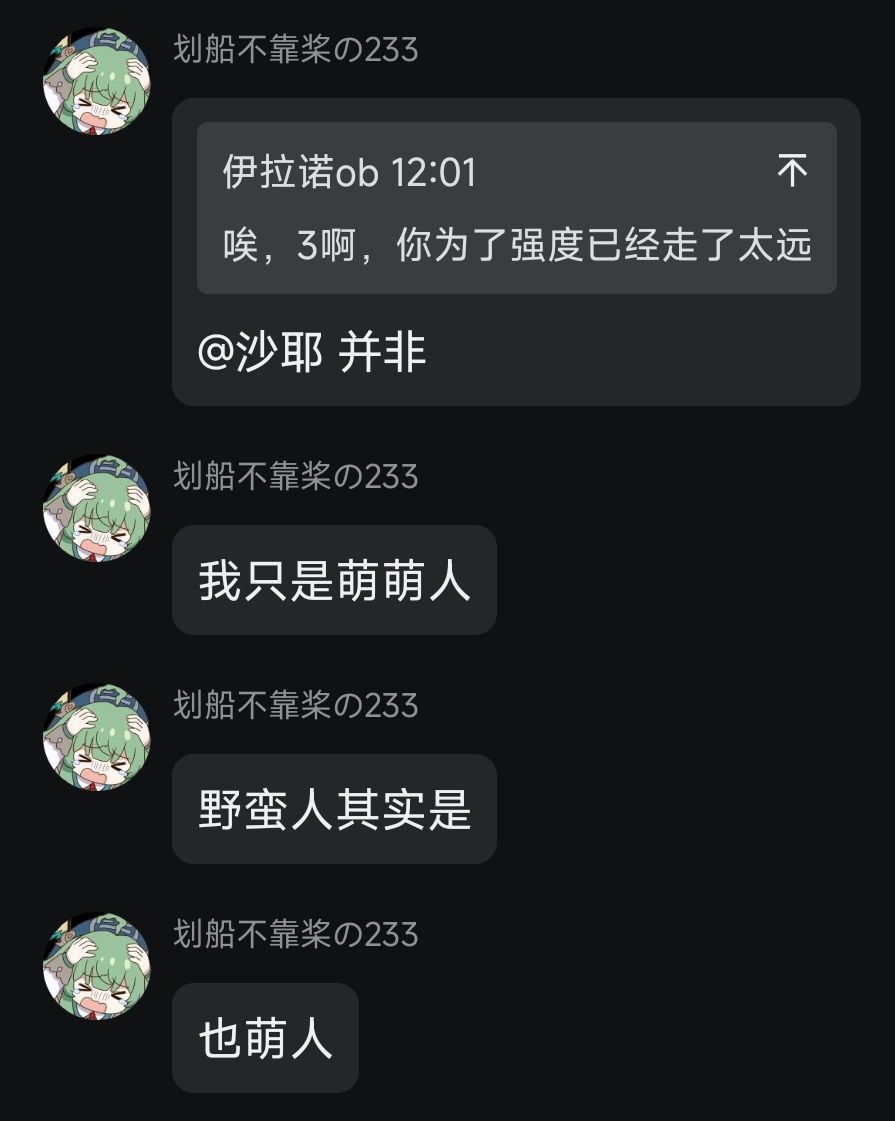 划船不靠桨の233
伊拉诺ob 12:01
唉，3啊，你为了强度已经走了太远
@沙耶 并非
划船不靠桨の233
我只是萌萌人
划船不靠桨の233
野蛮人其实是
划船不靠桨の233
也萌人